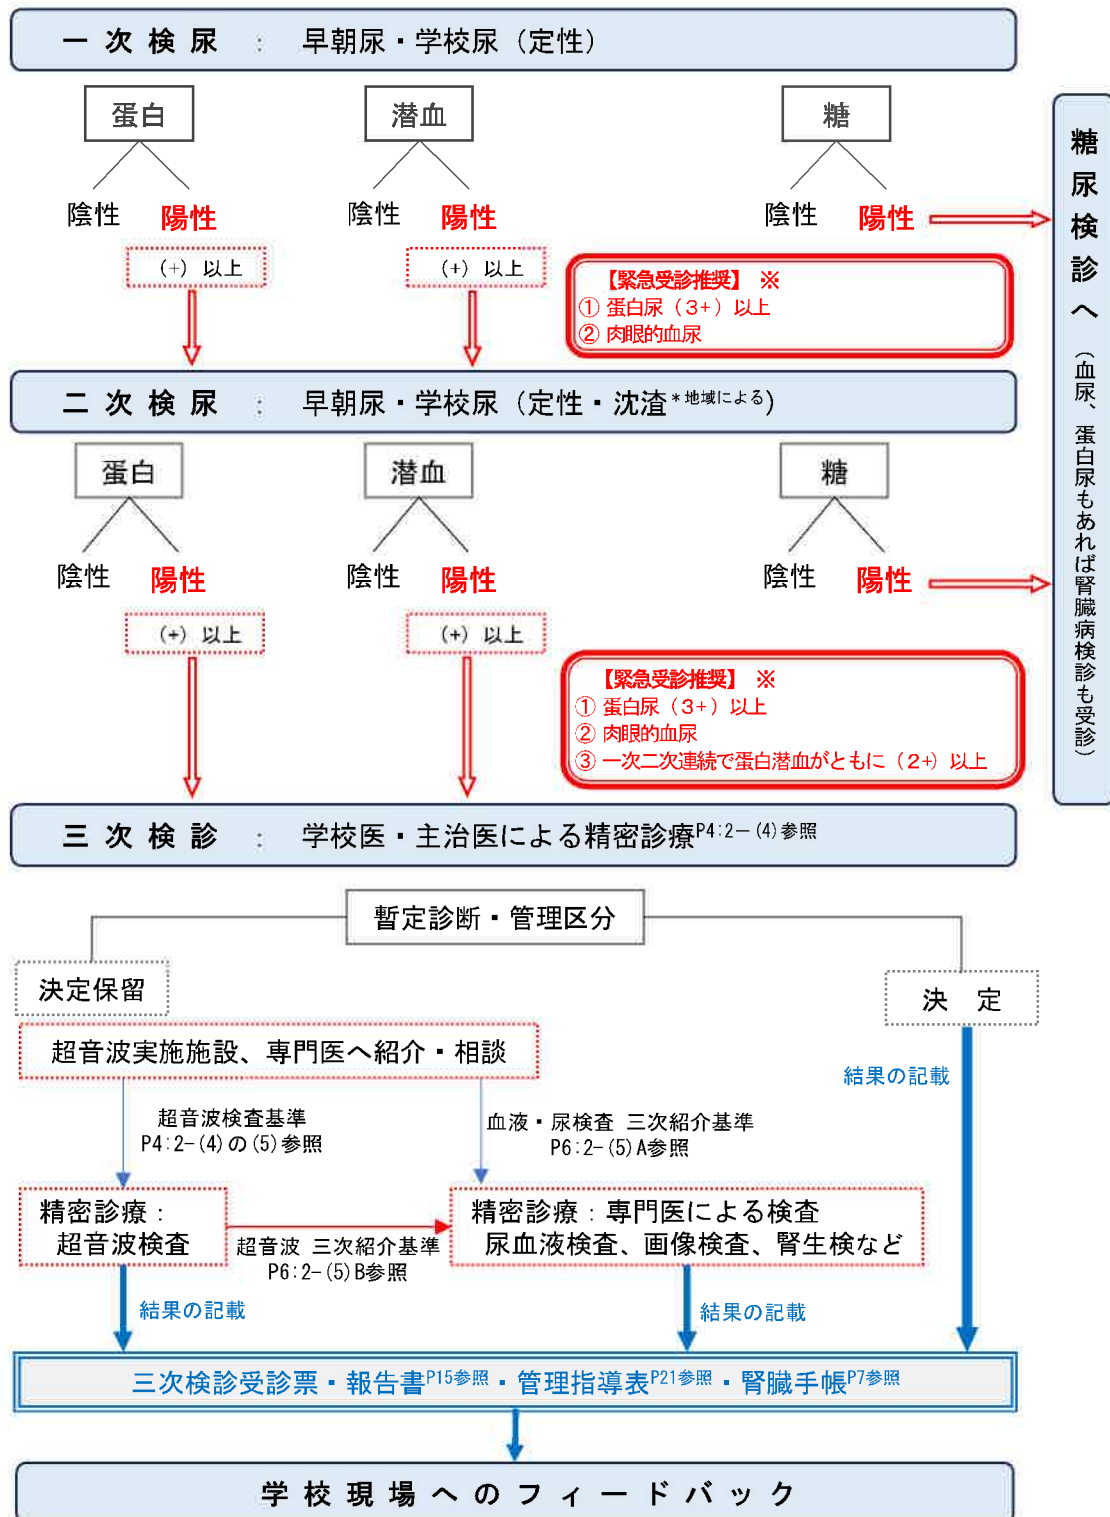 一次検尿 : 早朝尿・学校尿（定性）
蛋白
潜血
糖
陰性 陽性
陰性 陽性
陰性 陽性
（+）以上
（+）以上
【緊急受診推奨】 ※
① 蛋白尿（3+）以上
② 肉眼的血尿
糖尿検診へ（血尿、蛋白尿もあれば腎臓病検診も受診）
二次検尿 : 早朝尿・学校尿（定性・沈渣*地域による）
蛋白
潜血
糖
陰性 陽性
陰性 陽性
陰性 陽性
（+）以上
（+）以上
【緊急受診推奨】 ※
① 蛋白尿（3+）以上
② 肉眼的血尿
③ 一次二次連続で蛋白潜血がともに（2+）以上
三次検診 : 学校医・主治医による精密診療P4:2－(4)参照
暫定診断・管理区分
決定保留
決 定
超音波実施施設、専門医へ紹介・相談
結果の記載
超音波検査基準
P4:2-(4)の(5)参照
血液・尿検査 三次紹介基準
P6:2-(5)A参照
精密診療：
超音波検査
超音波 三次紹介基準
P6:2-(5)B参照
精密診療：専門医による検査
尿血液検査、画像検査、腎生検など
結果の記載
結果の記載
三次検診受診票・報告書P15参照・管理指導表P21参照・腎臓手帳P7参照
学校現場へのフィードバック